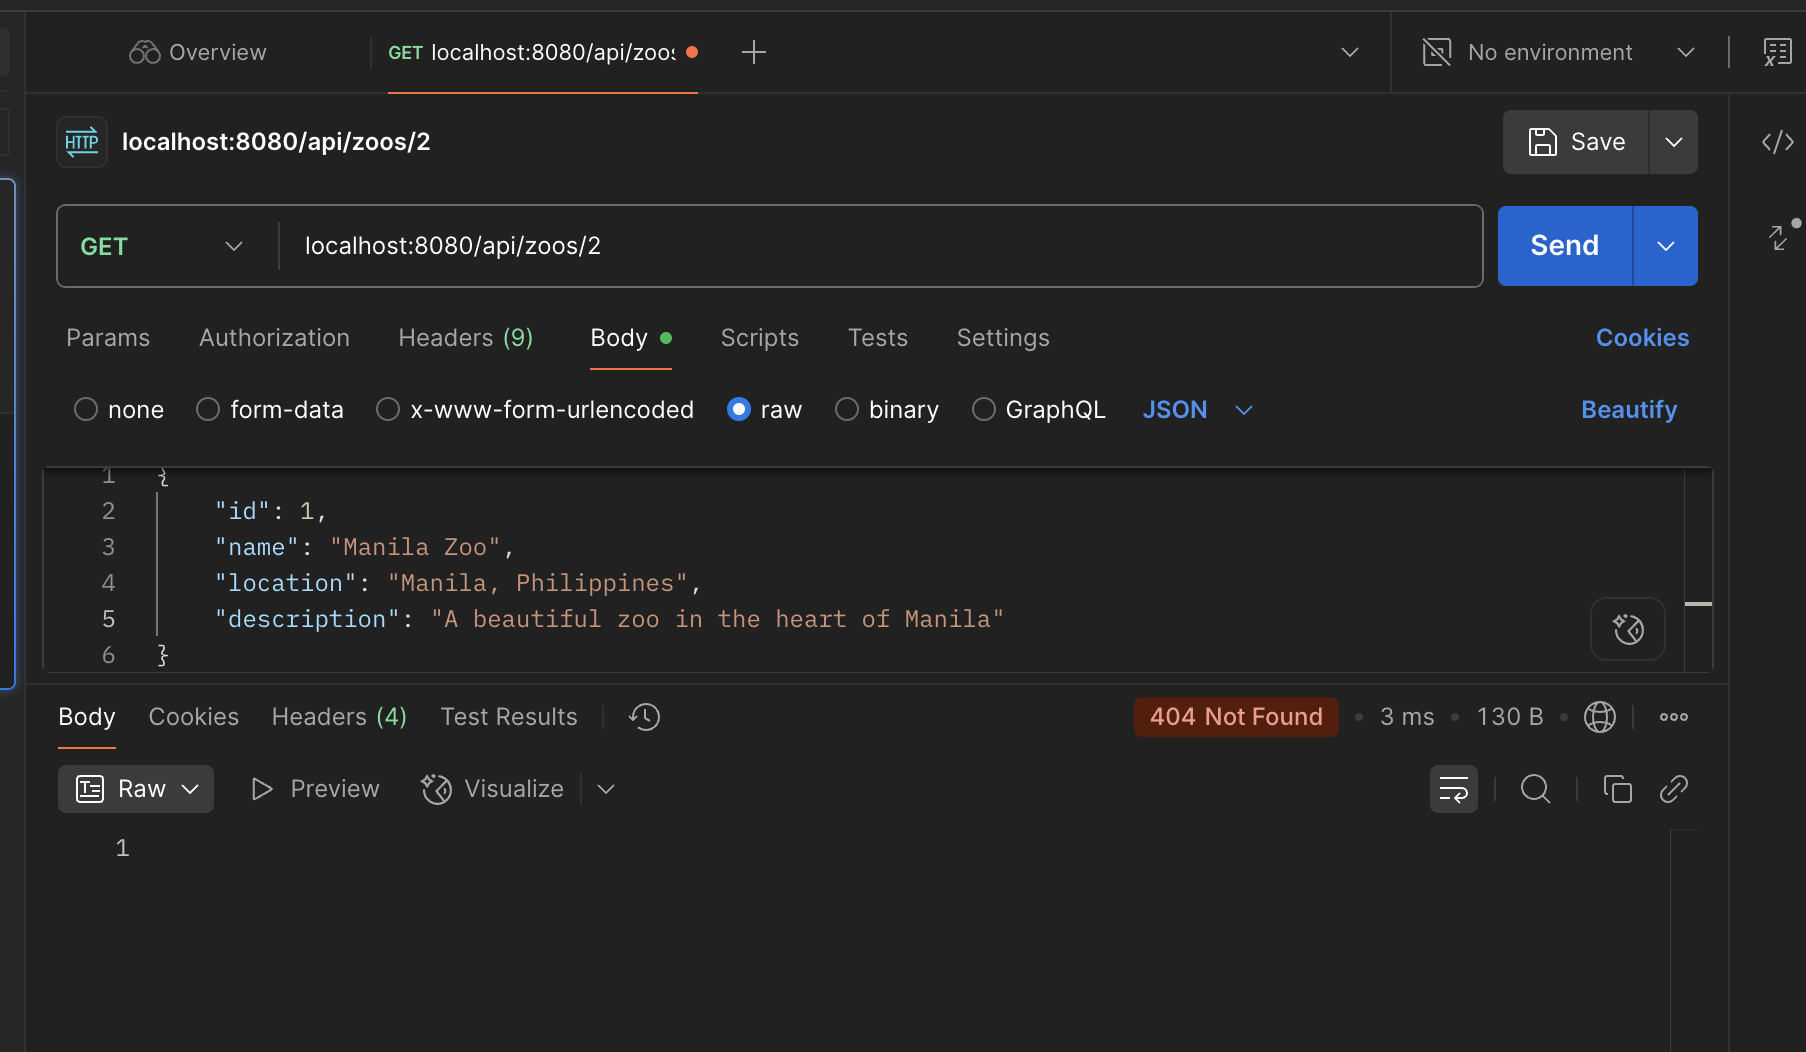 Overview
GET localhost:8080/api/zoos
No environment
HTTP localhost:8080/api/zoos/2
Save
GET localhost:8080/api/zoos/2
Send
Params Authorization Headers (9) Body Scripts Tests Settings Cookies
none form-data x-www-form-urlencoded raw binary GraphQL JSON Beautify
1 {
2 "id": 1,
3 "name": "Manila Zoo",
4 "location": "Manila, Philippines",
5 "description": "A beautiful zoo in the heart of Manila"
6 }
Body Cookies Headers (4) Test Results 404 Not Found • 3 ms • 130 B •
Raw Preview Visualize
1